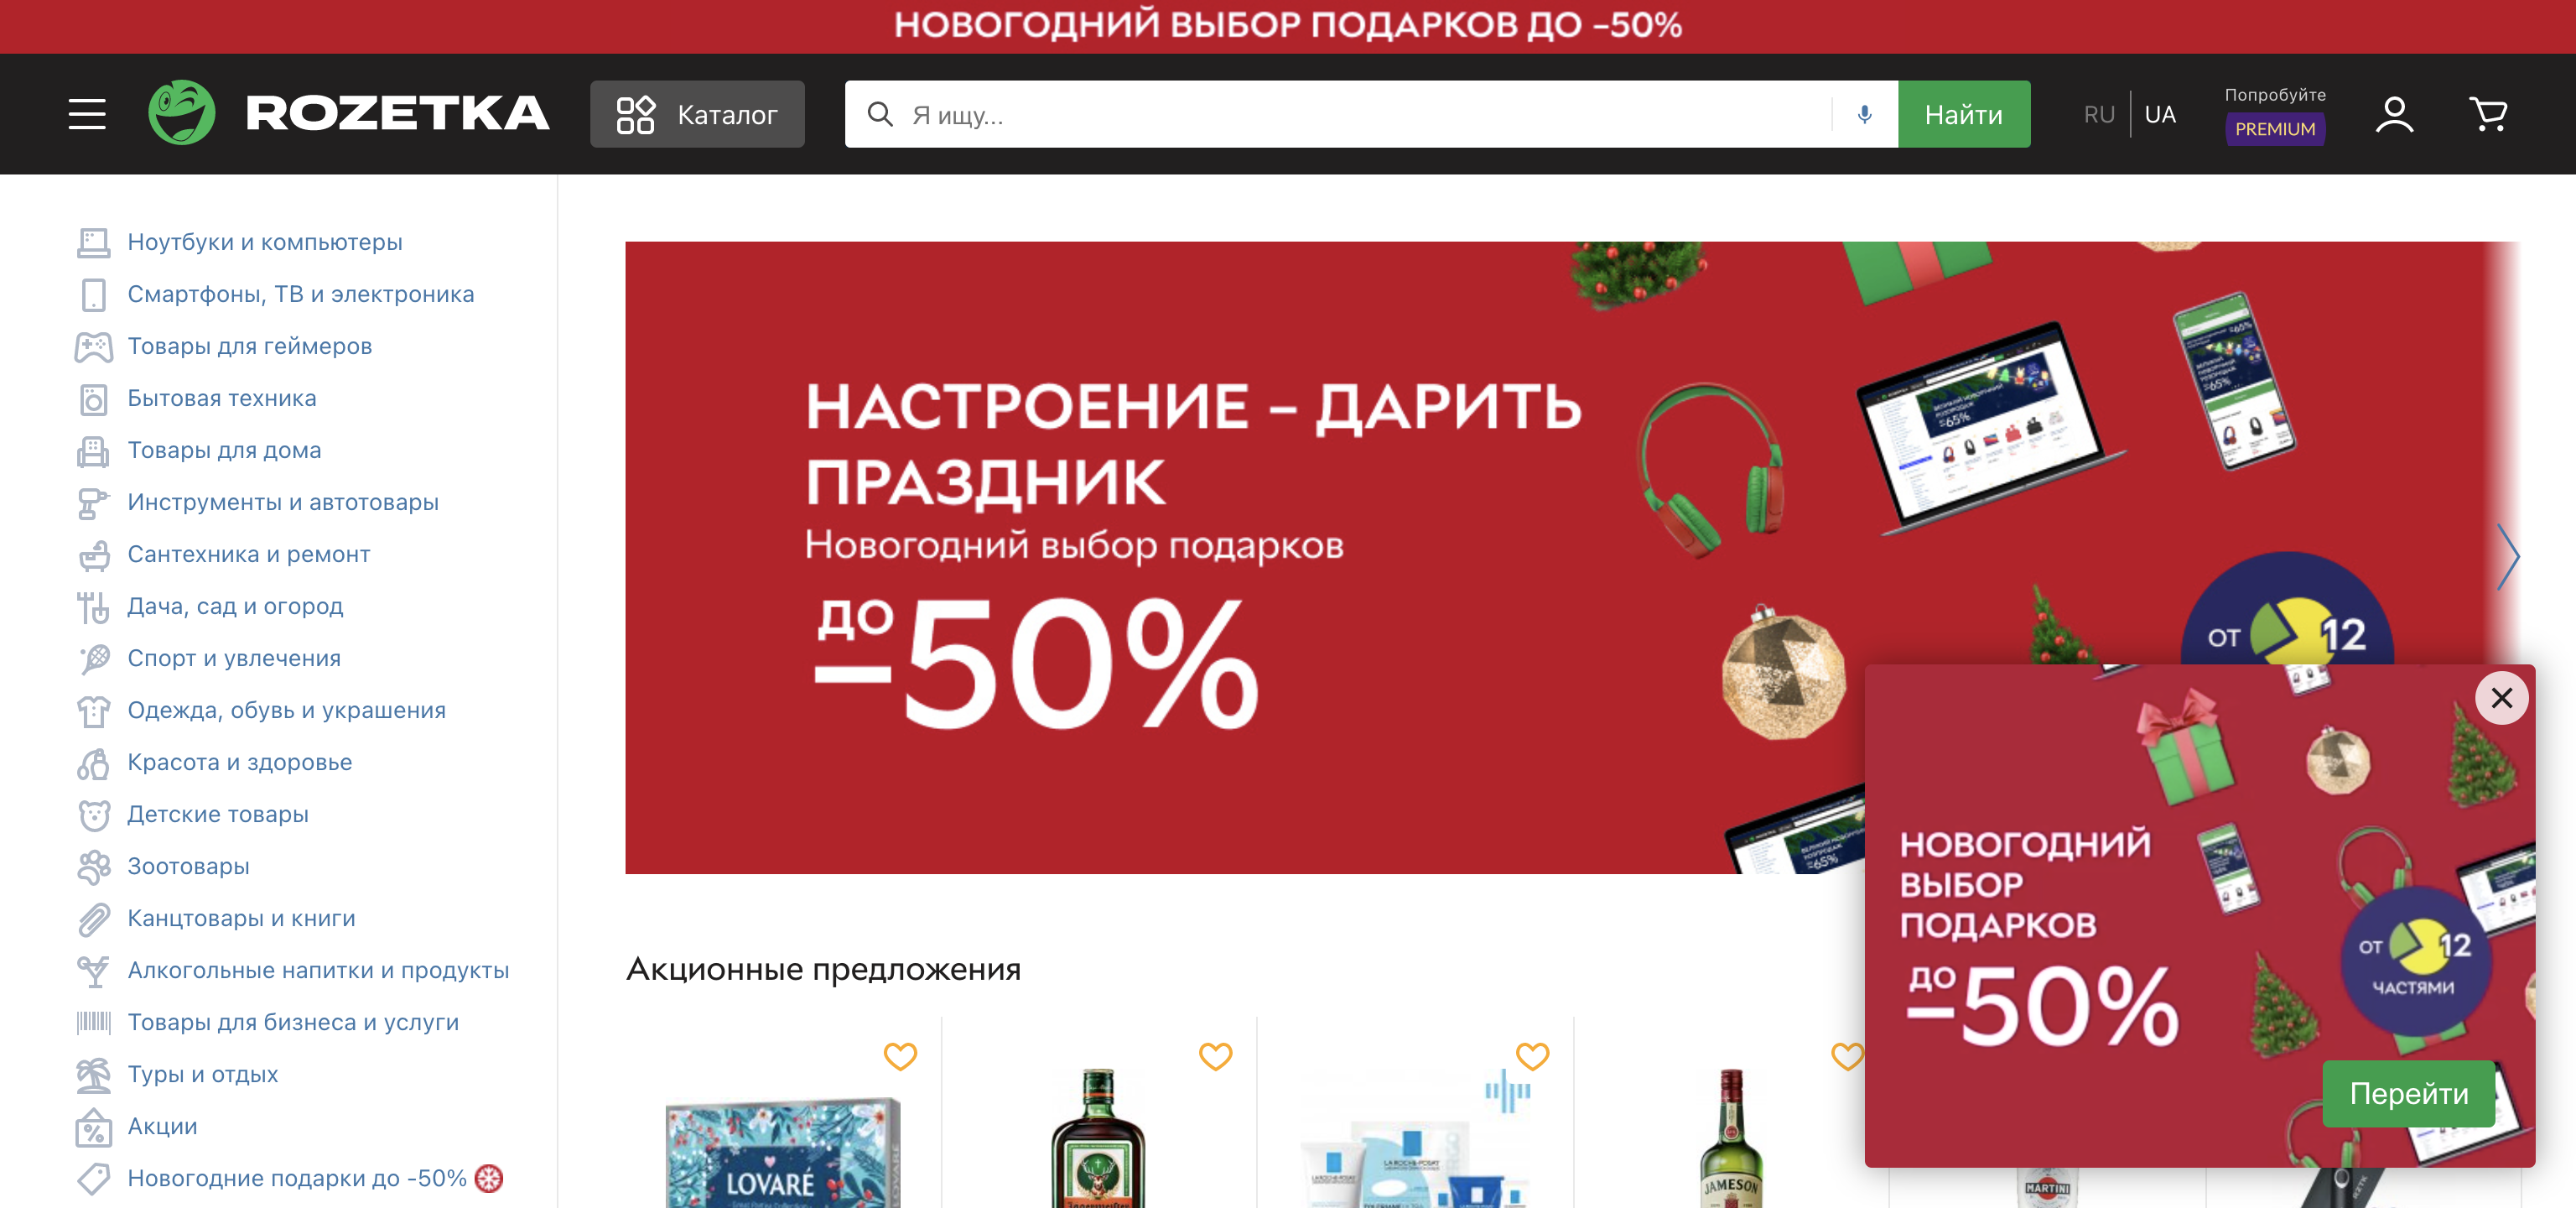 НОВОГОДНИЙ ВЫБОР ПОДАРКОВ ДО −50%
ROZETKA
Каталог
Я ищу...
Найти
RU
UA
Попробуйте
PREMIUM
Ноутбуки и компьютеры
Смартфоны, ТВ и электроника
Товары для геймеров
Бытовая техника
Товары для дома
Инструменты и автотовары
Сантехника и ремонт
Дача, сад и огород
Спорт и увлечения
Одежда, обувь и украшения
Красота и здоровье
Детские товары
Зоотовары
Канцтовары и книги
Алкогольные напитки и продукты
Товары для бизнеса и услуги
Туры и отдых
Акции
Новогодние подарки до -50%
НАСТРОЕНИЕ – ДАРИТЬ
ПРАЗДНИК
Новогодний выбор подарков
ДО
−50%
ОТ 12
НОВОГОДНИЙ
ВЫБОР
ПОДАРКОВ
ДО
−50%
ОТ 12
ЧАСТЯМИ
Перейти
Акционные предложения
LOVARÉ
LA ROCHE-POSAY
JAMESON
MARTINI
RZTK